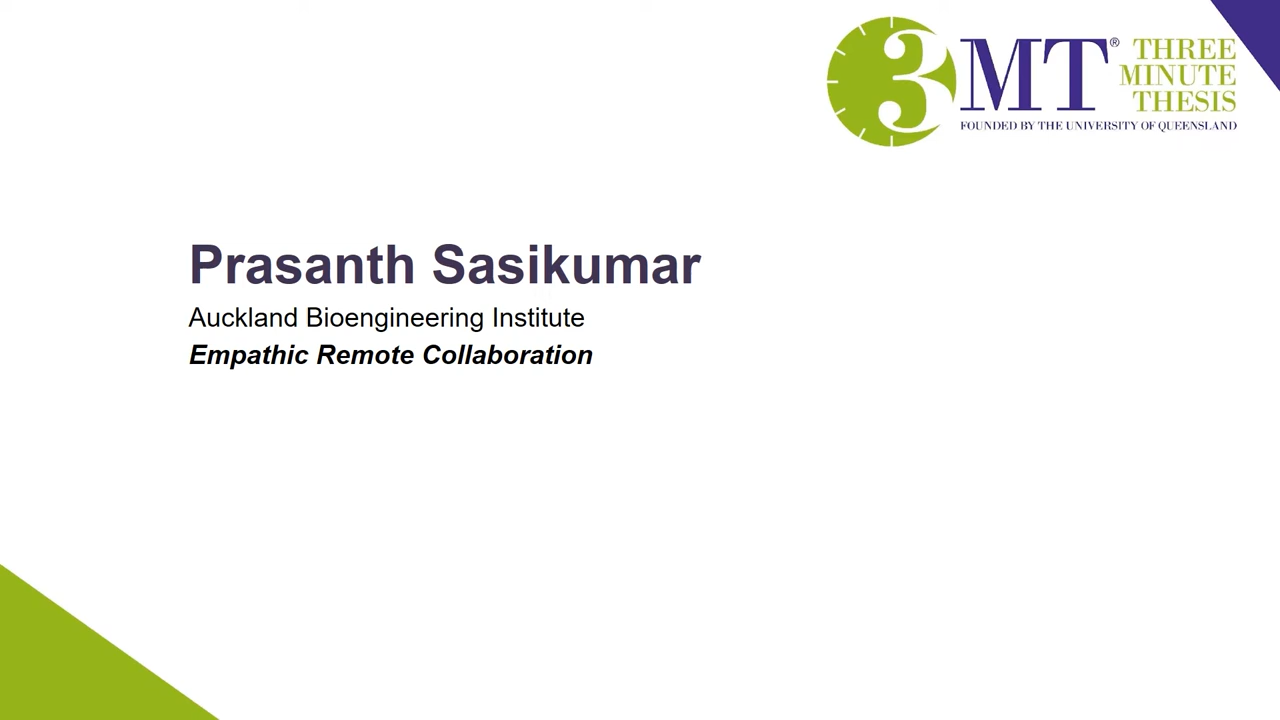 3MT® THREE
MINUTE
THESIS
FOUNDED BY THE UNIVERSITY OF QUEENSLAND
Prasanth Sasikumar
Auckland Bioengineering Institute
Empathic Remote Collaboration